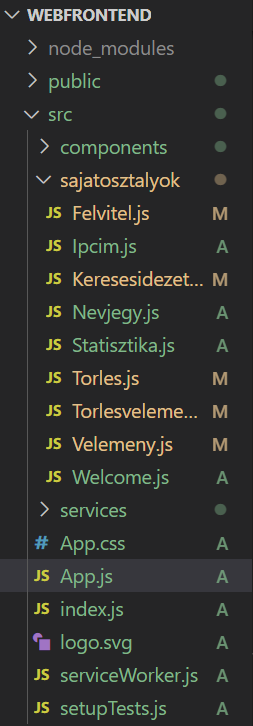 WEBFRONTEND
node_modules
public
src
components
sajatosztalyok
JS Felvitel.js M
JS Ipcim.js A
JS Keresesidezet... M
JS Nevjegy.js A
JS Statisztika.js A
JS Torles.js M
JS Torlesveleme... M
JS Velemeny.js M
JS Welcome.js A
services
# App.css A
JS App.js A
JS index.js A
logo.svg A
JS serviceWorker.js A
JS setupTests.js A